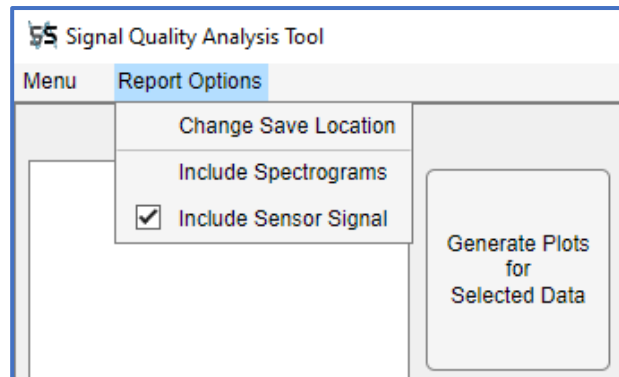 Signal Quality Analysis Tool
Menu Report Options
Change Save Location
Include Spectrograms
Include Sensor Signal
Generate Plots
for
Selected Data